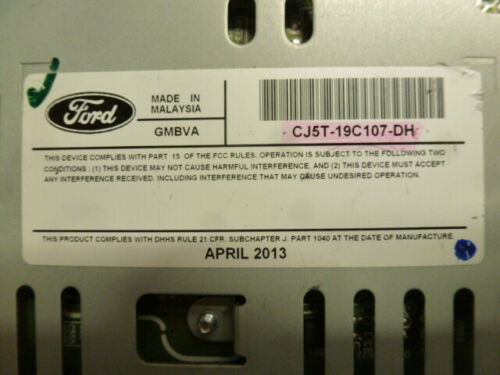 Ford
MADE IN
MALAYSIA
GMBVA
CJ5T-19C107-DH
THIS DEVICE COMPLIES WITH PART 15 OF THE FCC RULES. OPERATION IS SUBJECT TO THE FOLLOWING TWO
CONDITIONS : (1) THIS DEVICE MAY NOT CAUSE HARMFUL INTERFERENCE, AND (2) THIS DEVICE MUST ACCEPT
ANY INTERFERENCE RECEIVED, INCLUDING INTERFERENCE THAT MAY CAUSE UNDESIRED OPERATION.
THIS PRODUCT COMPLIES WITH DHHS RULE 21 CFR, SUBCHAPTER J, PART 1040 AT THE DATE OF MANUFACTURE.
APRIL 2013